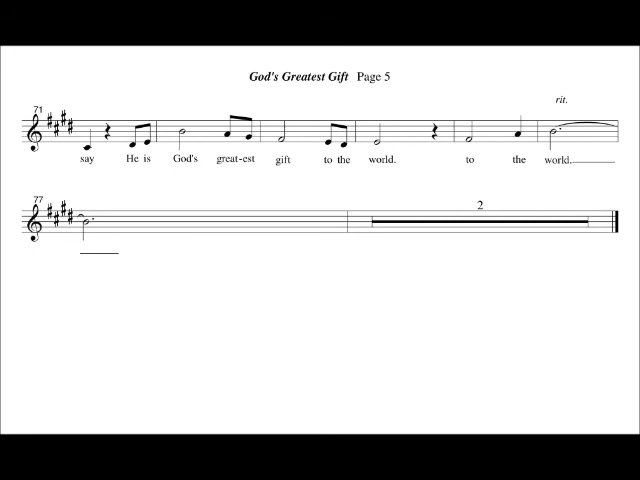 God's Greatest Gift Page 5
rit.
71
say He is God's great-est gift to the world. to the world.
77
2